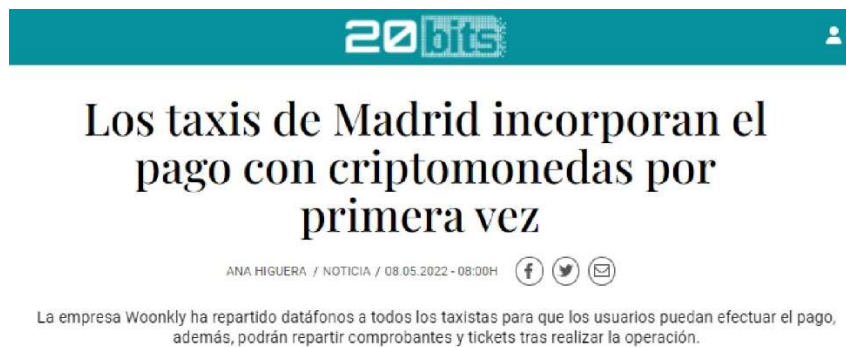 20bits
Los taxis de Madrid incorporan el
pago con criptomonedas por
primera vez
ANA HIGUERA / NOTICIA / 08.05.2022 - 08:00H
La empresa Woonkly ha repartido datáfonos a todos los taxistas para que los usuarios puedan efectuar el pago,
además, podrán repartir comprobantes y tickets tras realizar la operación.